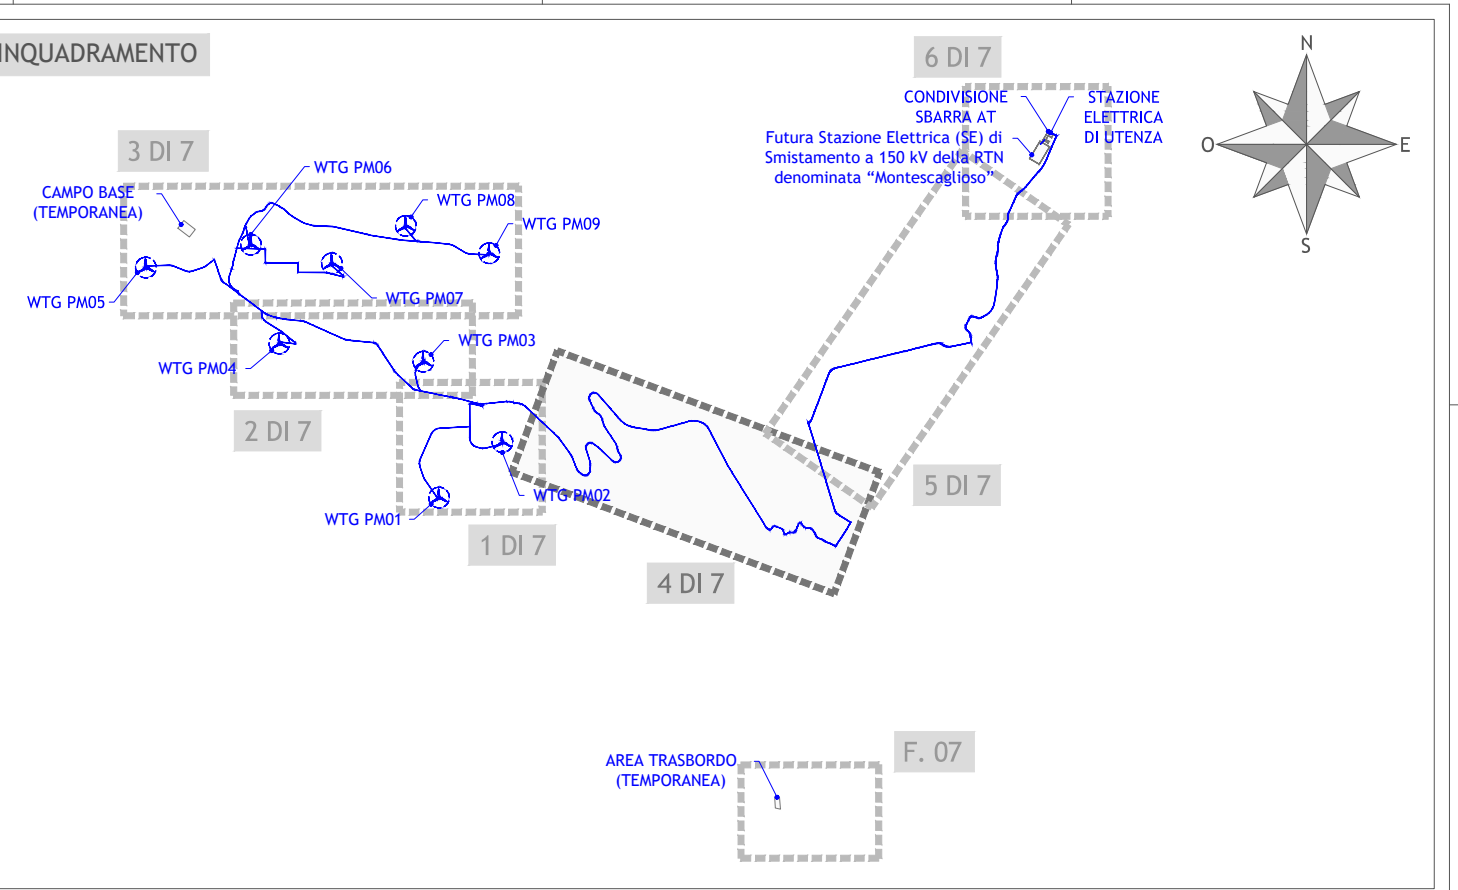 INQUADRAMENTO
6 DI 7
N
O
E
S
CONDIVISIONE
SBARRA AT
STAZIONE
ELETTRICA
DI UTENZA
Futura Stazione Elettrica (SE) di
Smistamento a 150 kV della RTN
denominata “Montescaglioso”
3 DI 7
WTG PM06
CAMPO BASE
(TEMPORANEA)
WTG PM08
WTG PM09
WTG PM05
WTG PM07
WTG PM03
WTG PM04
2 DI 7
5 DI 7
WTG PM02
WTG PM01
1 DI 7
4 DI 7
F. 07
AREA TRASBORDO
(TEMPORANEA)